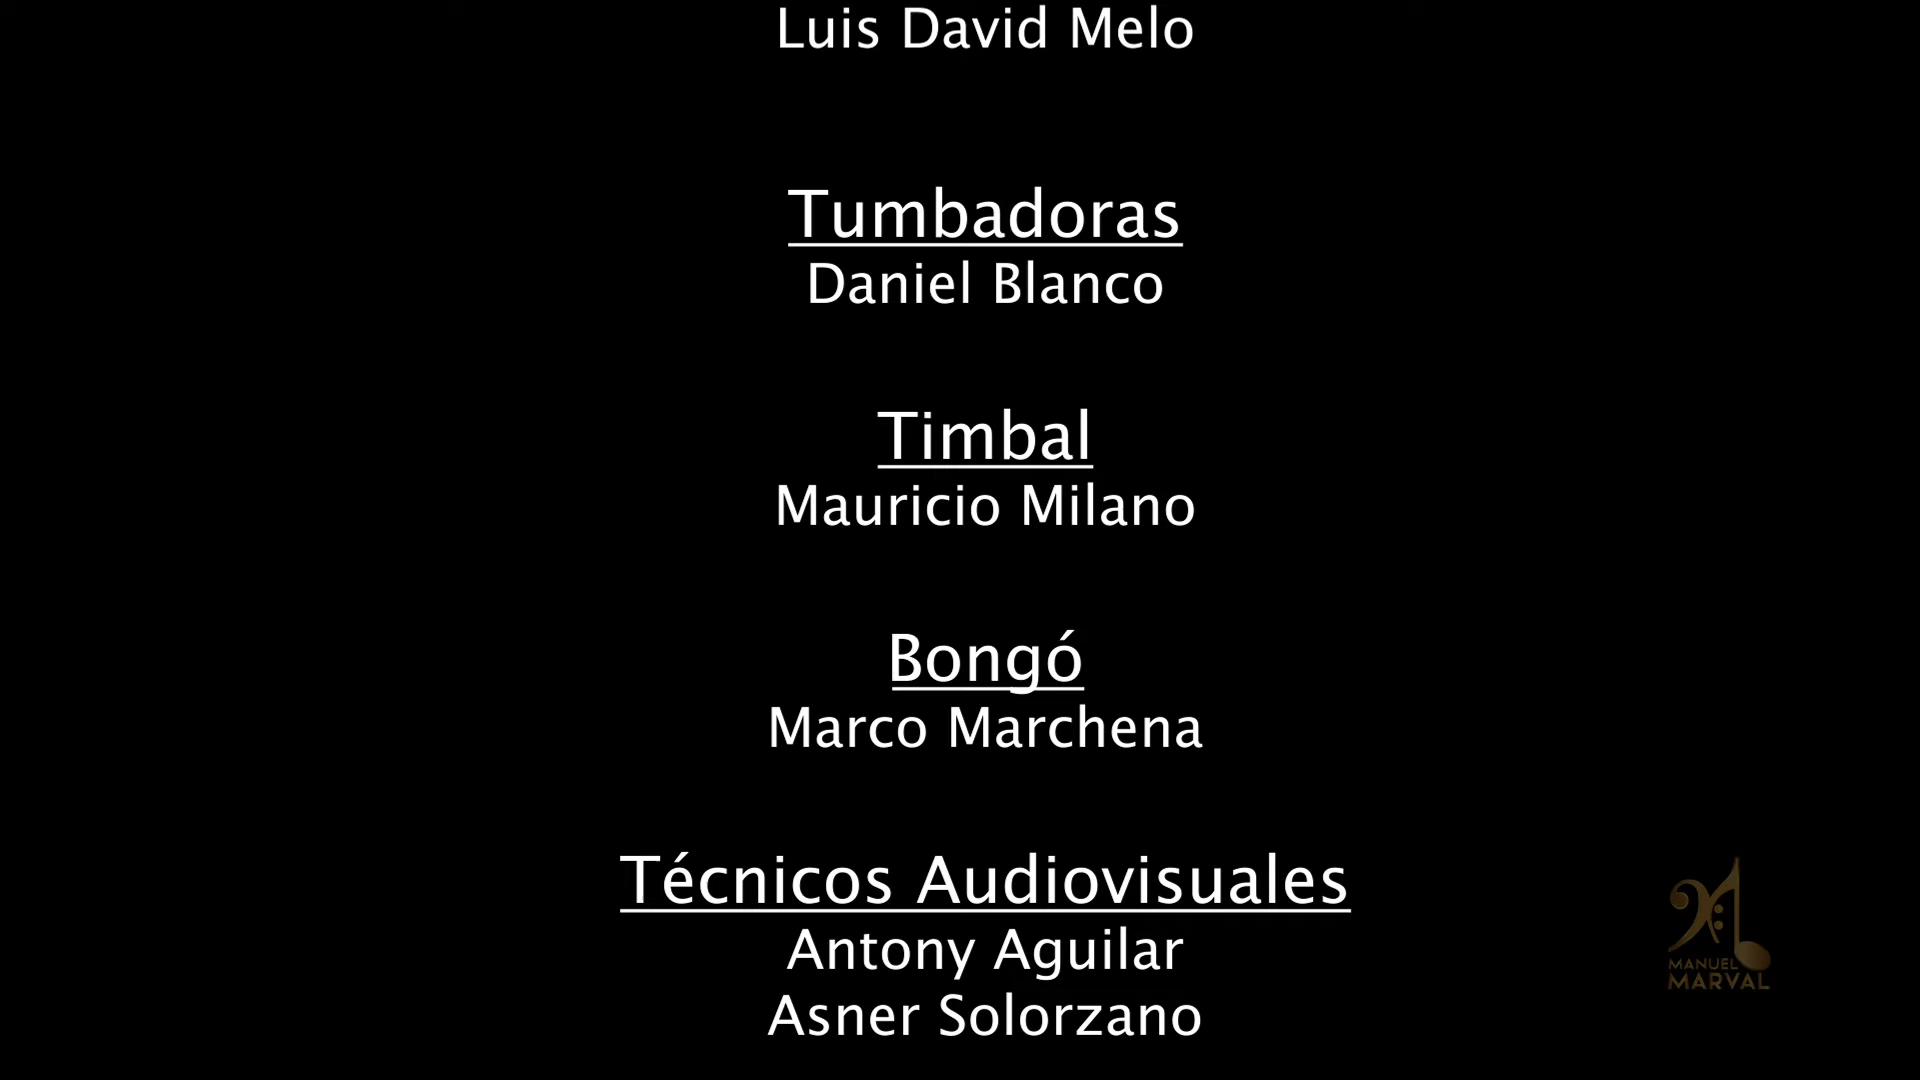 Luis David Melo
Tumbadoras
Daniel Blanco
Timbal
Mauricio Milano
Bongó
Marco Marchena
Técnicos Audiovisuales
Antony Aguilar
Asner Solorzano
MANUEL
MARVAL